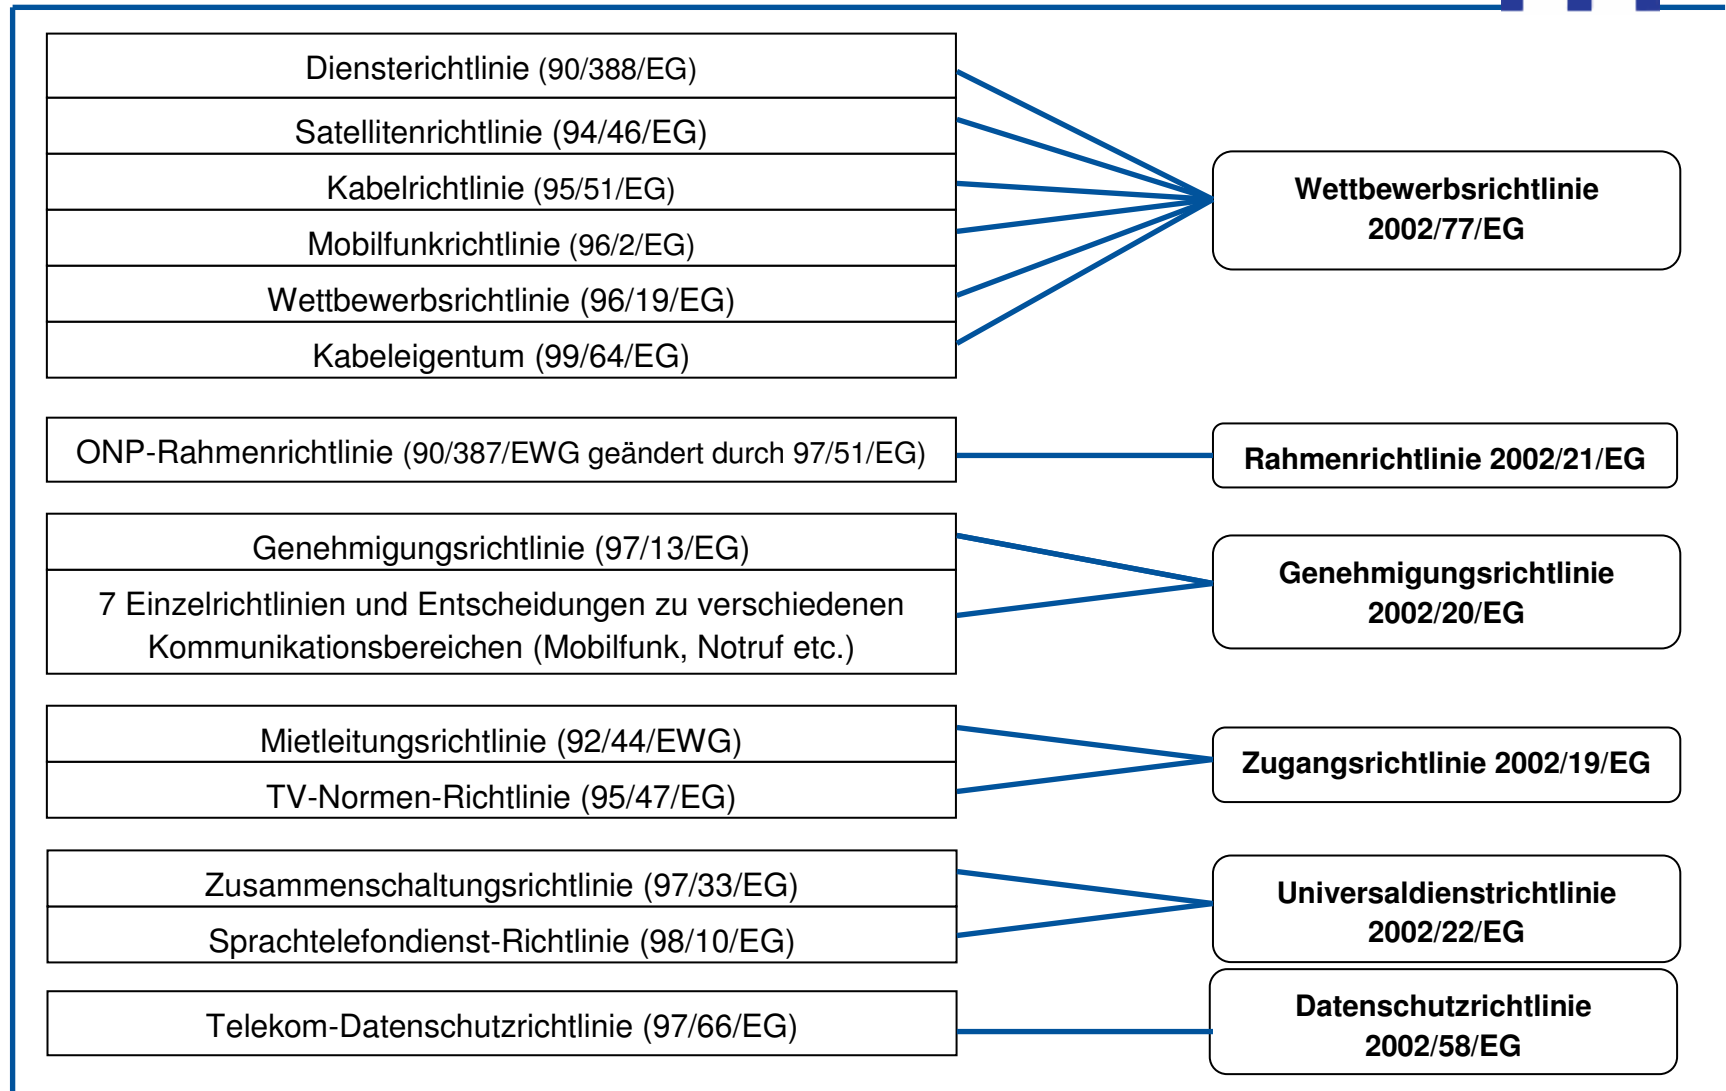 Diensterichtlinie (90/388/EG)
Satellitenrichtlinie (94/46/EG)
Kabelrichtlinie (95/51/EG)
Mobilfunkrichtlinie (96/2/EG)
Wettbewerbsrichtlinie (96/19/EG)
Kabeleigentum (99/64/EG)
Wettbewerbsrichtlinie
2002/77/EG
ONP-Rahmenrichtlinie (90/387/EWG geändert durch 97/51/EG)
Rahmenrichtlinie 2002/21/EG
Genehmigungsrichtlinie (97/13/EG)
7 Einzelrichtlinien und Entscheidungen zu verschiedenen
Kommunikationsbereichen (Mobilfunk, Notruf etc.)
Genehmigungsrichtlinie
2002/20/EG
Mietleitungsrichtlinie (92/44/EWG)
TV-Normen-Richtlinie (95/47/EG)
Zugangsrichtlinie 2002/19/EG
Zusammenschaltungsrichtlinie (97/33/EG)
Sprachtelefondienst-Richtlinie (98/10/EG)
Universaldienstrichtlinie
2002/22/EG
Telekom-Datenschutzrichtlinie (97/66/EG)
Datenschutzrichtlinie
2002/58/EG